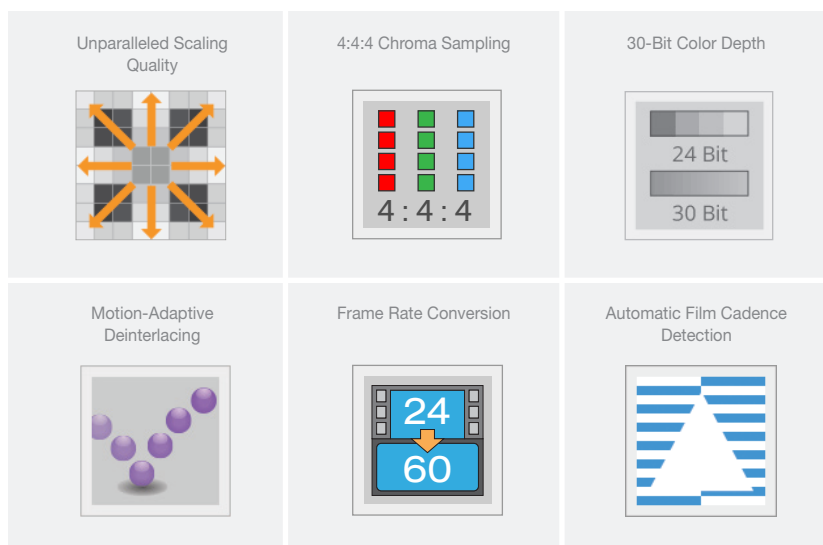 Unparalleled Scaling
Quality
4:4:4 Chroma Sampling
4 : 4 : 4
30-Bit Color Depth
24 Bit
30 Bit
Motion-Adaptive
Deinterlacing
Frame Rate Conversion
24
60
Automatic Film Cadence
Detection